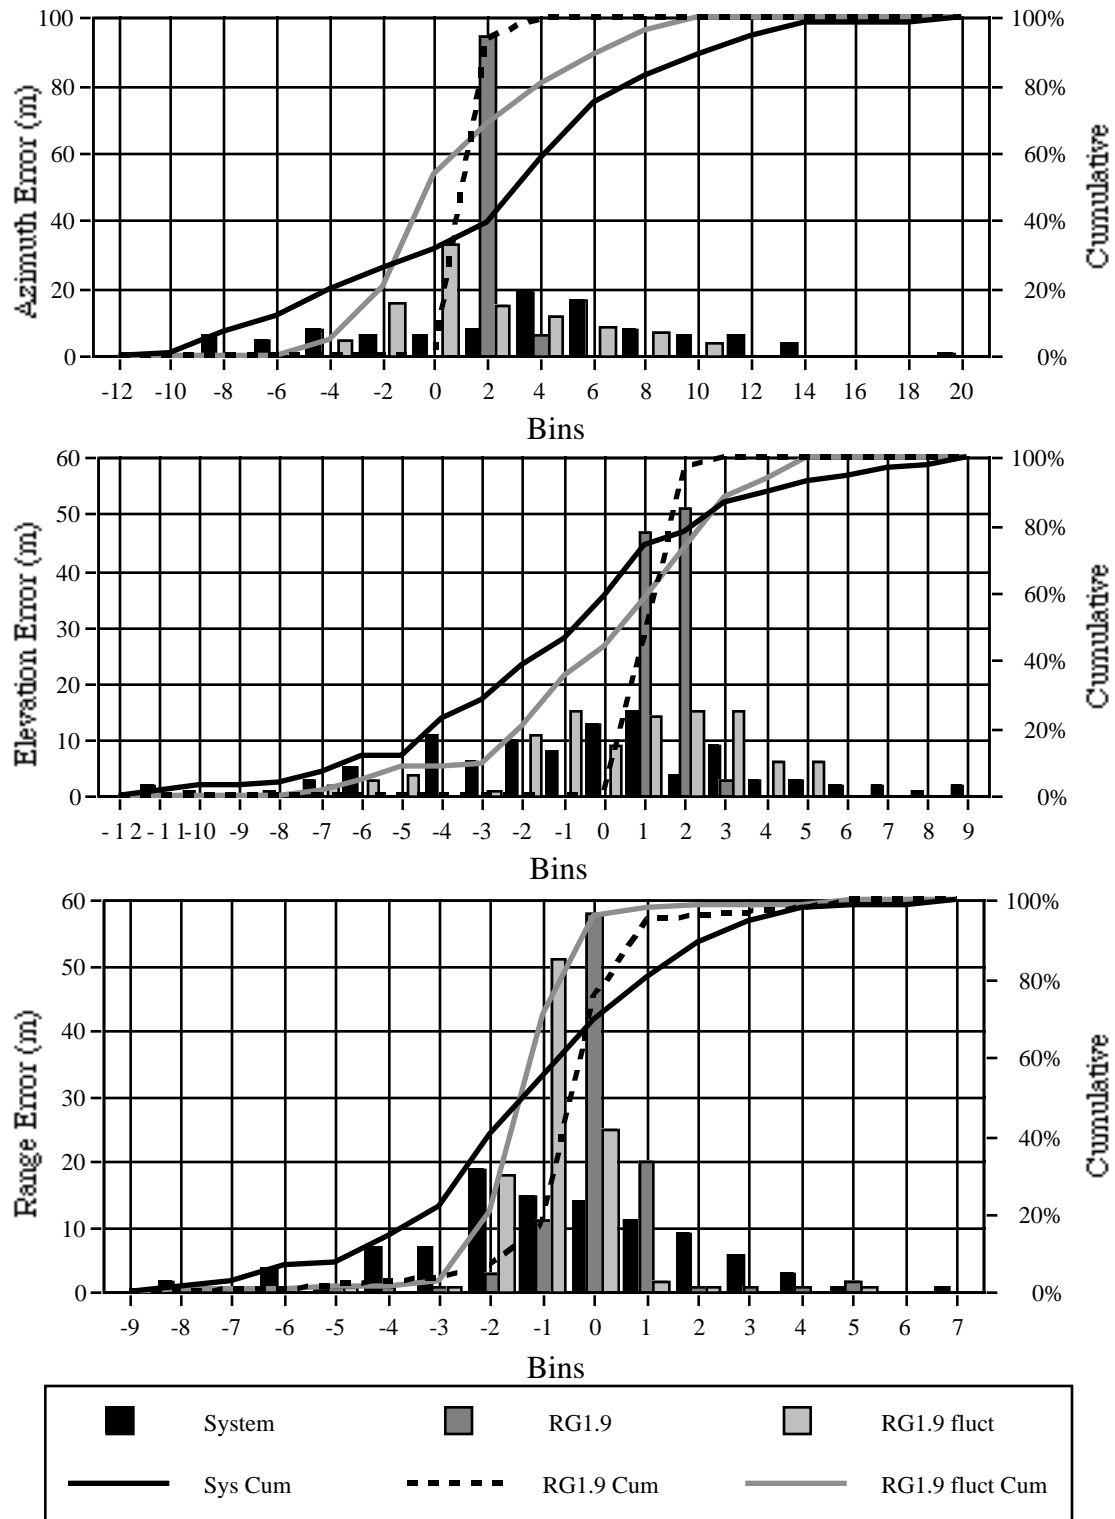 100
80
60
40
20
0
Azimuth Error (m)
100%
80%
60%
40%
20%
0%
Cumulative
-12 -10 -8 -6 -4 -2 0 2 4 6 8 10 12 14 16 18 20
Bins
60
50
40
30
20
10
0
Elevation Error (m)
100%
80%
60%
40%
20%
0%
Cumulative
-12 -11 -10 -9 -8 -7 -6 -5 -4 -3 -2 -1 0 1 2 3 4 5 6 7 8 9
Bins
60
50
40
30
20
10
0
Range Error (m)
100%
80%
60%
40%
20%
0%
Cumulative
-9 -8 -7 -6 -5 -4 -3 -2 -1 0 1 2 3 4 5 6 7
Bins
System RG1.9 RG1.9 fluct
Sys Cum RG1.9 Cum RG1.9 fluct Cum